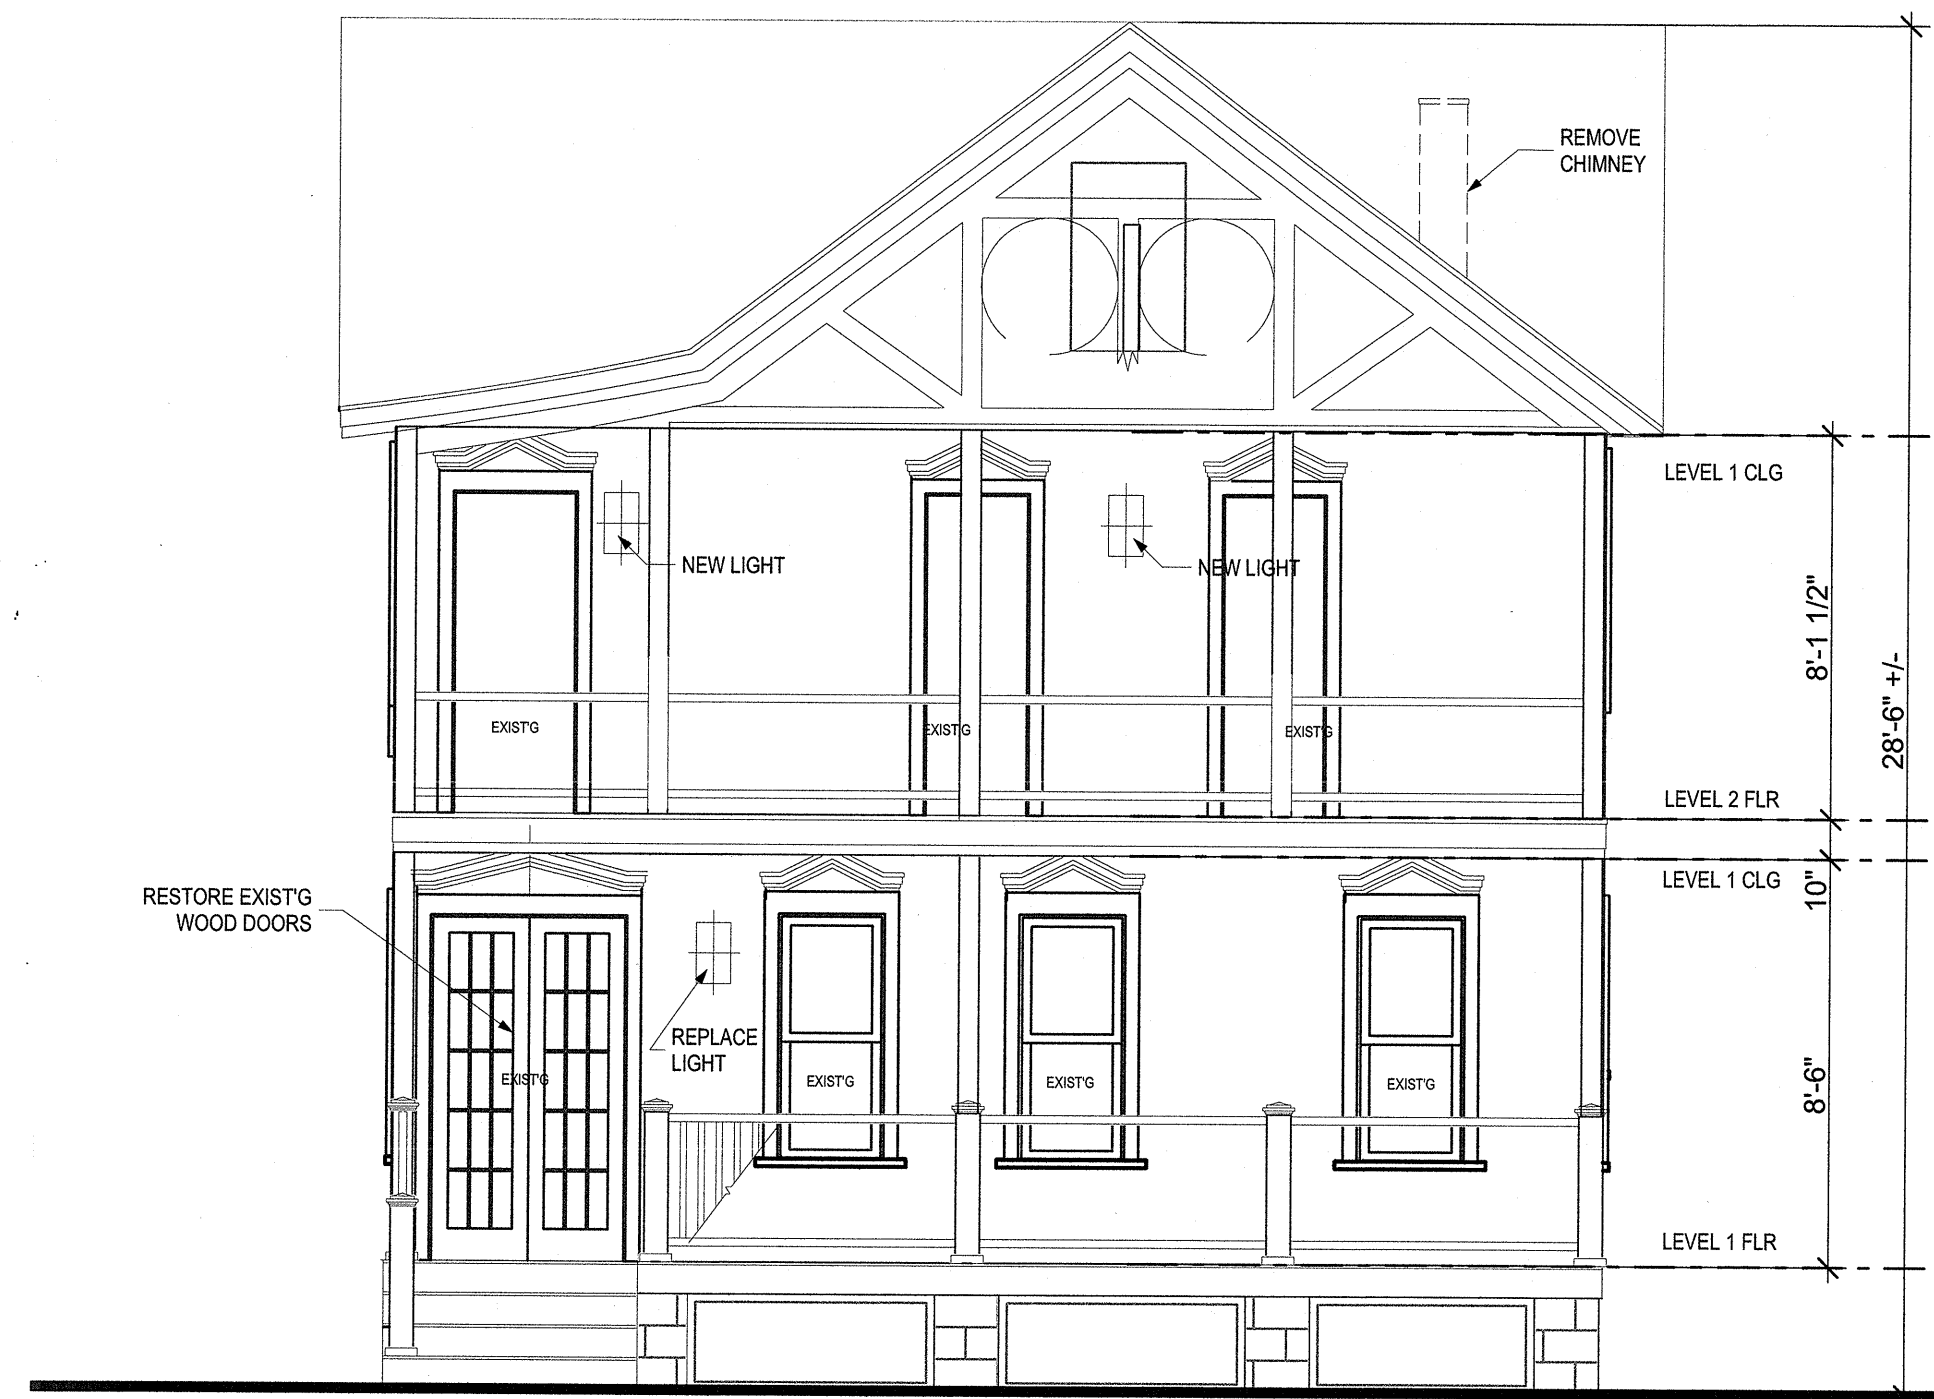 REMOVE
CHIMNEY
LEVEL 1 CLG
NEW LIGHT
NEW LIGHT
8'-1 1/2"
28'-6" +/-
EXIST'G
EXIST'G
EXIST'G
LEVEL 2 FLR
LEVEL 1 CLG
10"
RESTORE EXIST'G
WOOD DOORS
REPLACE
LIGHT
EXIST'G
EXIST'G
EXIST'G
EXIST'G
8'-6"
LEVEL 1 FLR